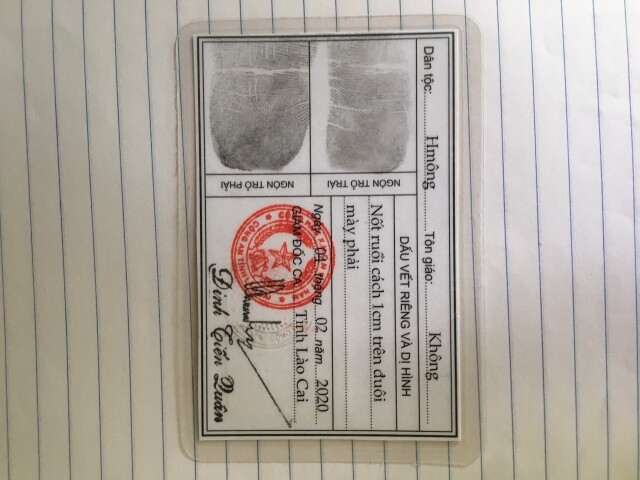 Dân tộc: Hmông Tôn giáo: Không
DẤU VẾT RIÊNG VÀ DỊ HÌNH
NGÓN TRỎ TRÁI
NGÓN TRỎ PHẢI
Nốt ruồi cách 1cm trên đuôi
mày phải
Ngày 01 tháng 02 năm 2020
GIÁM ĐỐC CA Tỉnh Lào Cai
Đinh Tiến Quân